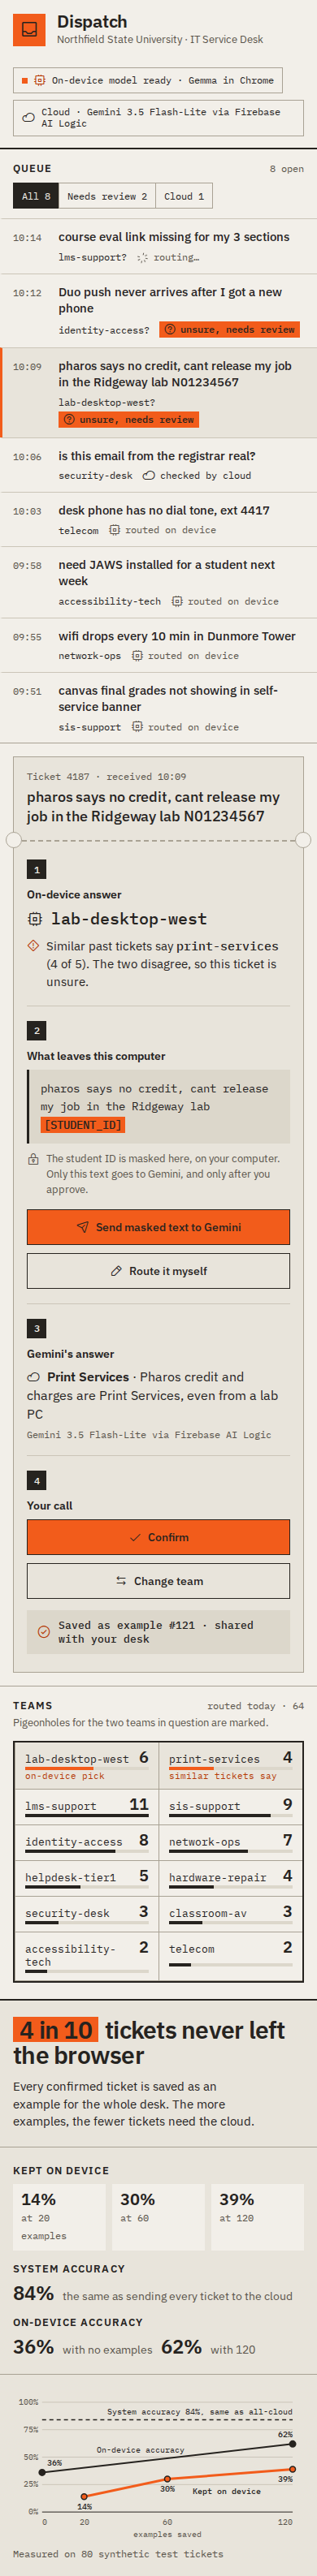 Dispatch
Northfield State University · IT Service Desk
On-device model ready · Gemma in Chrome
Cloud · Gemini 3.5 Flash-Lite via Firebase
AI Logic
QUEUE 8 open
All 8 Needs review 2 Cloud 1
10:14 course eval link missing for my 3 sections
lms-support? routing…
10:12 Duo push never arrives after I got a new
phone
identity-access? unsure, needs review
10:09 pharos says no credit, cant release my job
in the Ridgeway lab N01234567
lab-desktop-west?
unsure, needs review
10:06 is this email from the registrar real?
security-desk checked by cloud
10:03 desk phone has no dial tone, ext 4417
telecom routed on device
09:58 need JAWS installed for a student next
week
accessibility-tech routed on device
09:55 wifi drops every 10 min in Dunmore Tower
network-ops routed on device
09:51 canvas final grades not showing in self-
service banner
sis-support routed on device
Ticket 4187 · received 10:09
pharos says no credit, cant release my
job in the Ridgeway lab N01234567
1
On-device answer
lab-desktop-west
Similar past tickets say print-services
(4 of 5). The two disagree, so this ticket is
unsure.
2
What leaves this computer
pharos says no credit, cant release
my job in the Ridgeway lab
[STUDENT_ID]
The student ID is masked here, on your computer.
Only this text goes to Gemini, and only after you
approve.
Send masked text to Gemini
Route it myself
3
Gemini's answer
Print Services · Pharos credit and
charges are Print Services, even from a lab
PC
Gemini 3.5 Flash-Lite via Firebase AI Logic
4
Your call
Confirm
Change team
Saved as example #121 · shared
with your desk
TEAMS routed today · 64
Pigeonholes for the two teams in question are marked.
lab-desktop-west 6 print-services 4
on-device pick similar tickets say
lms-support 11 sis-support 9
identity-access 8 network-ops 7
helpdesk-tier1 5 hardware-repair 4
security-desk 3 classroom-av 3
accessibility-
tech 2 telecom 2
4 in 10 tickets never left
the browser
Every confirmed ticket is saved as an
example for the whole desk. The more
examples, the fewer tickets need the cloud.
KEPT ON DEVICE
14% 30% 39%
at 20
examples at 60 at 120
SYSTEM ACCURACY
84% the same as sending every ticket to the cloud
ON-DEVICE ACCURACY
36% with no examples 62% with 120
100%
System accuracy 84%, same as all-cloud
75%
62%
On-device accuracy
50%
36%
39%
25%
30% Kept on device
14%
0%
0 20 60 120
examples saved
Measured on 80 synthetic test tickets